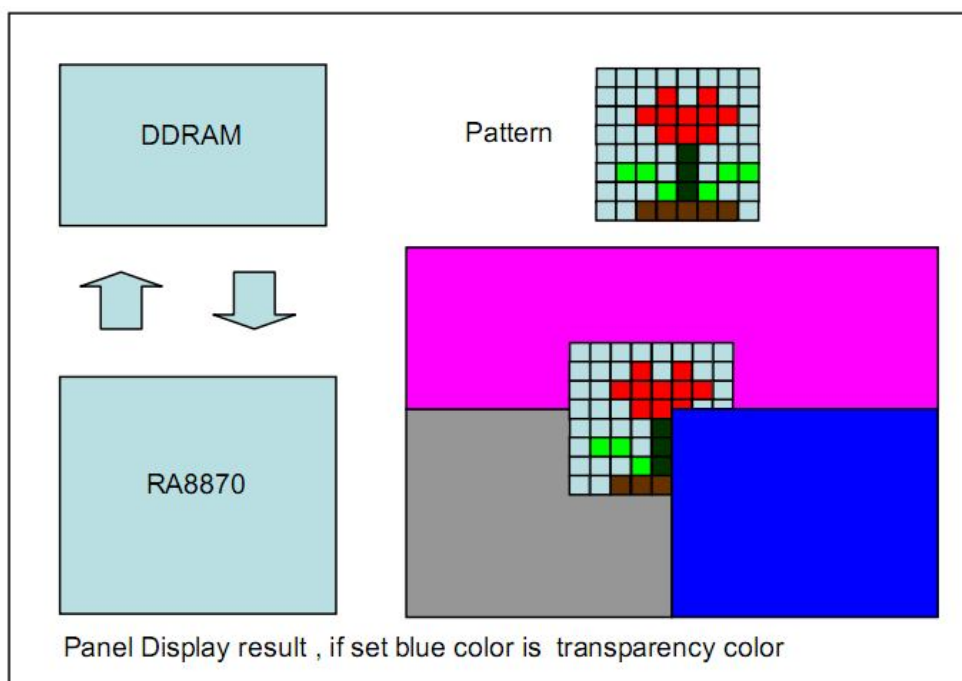 DDRAM
Pattern
RA8870
Panel Display result , if set blue color is transparency color